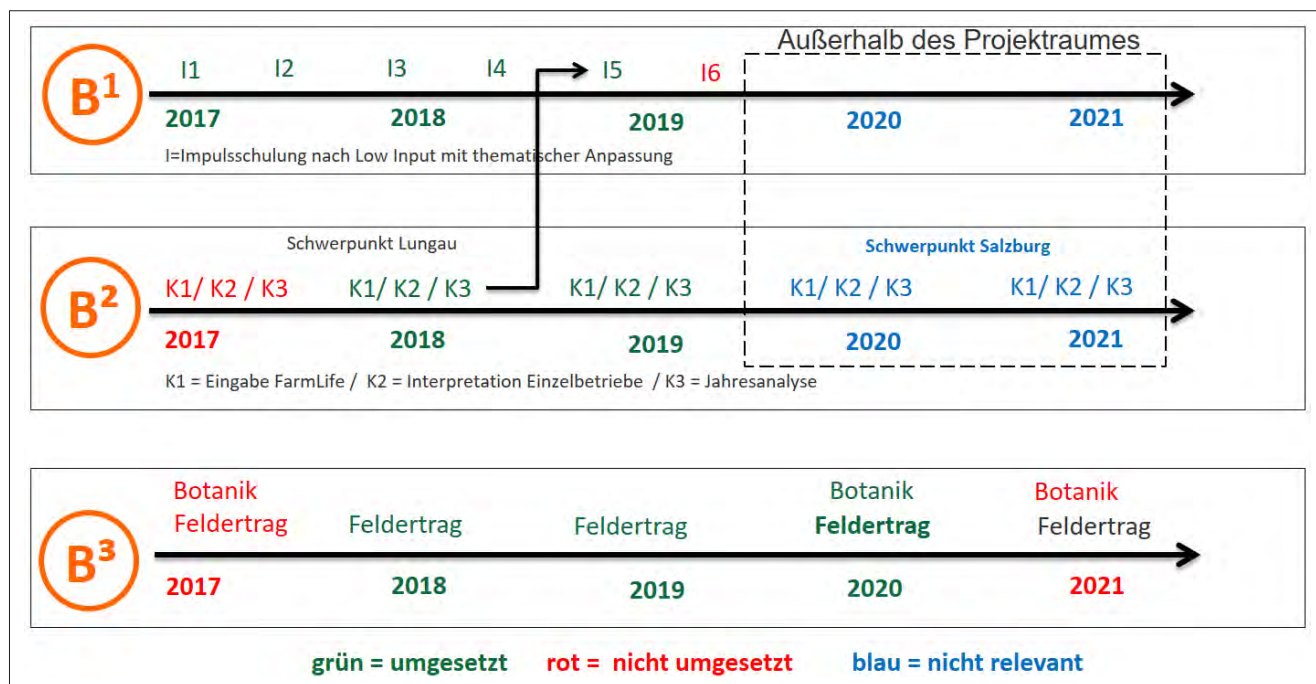 Außerhalb des Projektraumes
B¹
I1 I2 I3 I4 I5 I6
2017 2018 2019 2020 2021
I=Impulsschulung nach Low Input mit thematischer Anpassung
Schwerpunkt Lungau Schwerpunkt Salzburg
B²
K1/ K2 / K3 K1/ K2 / K3 K1/ K2 / K3 K1/ K2 / K3 K1/ K2 / K3
2017 2018 2019 2020 2021
K1 = Eingabe FarmLife / K2 = Interpretation Einzelbetriebe / K3 = Jahresanalyse
B³
Botanik Botanik Botanik
Feldertrag Feldertrag Feldertrag Feldertrag Feldertrag
2017 2018 2019 2020 2021
grün = umgesetzt rot = nicht umgesetzt blau = nicht relevant